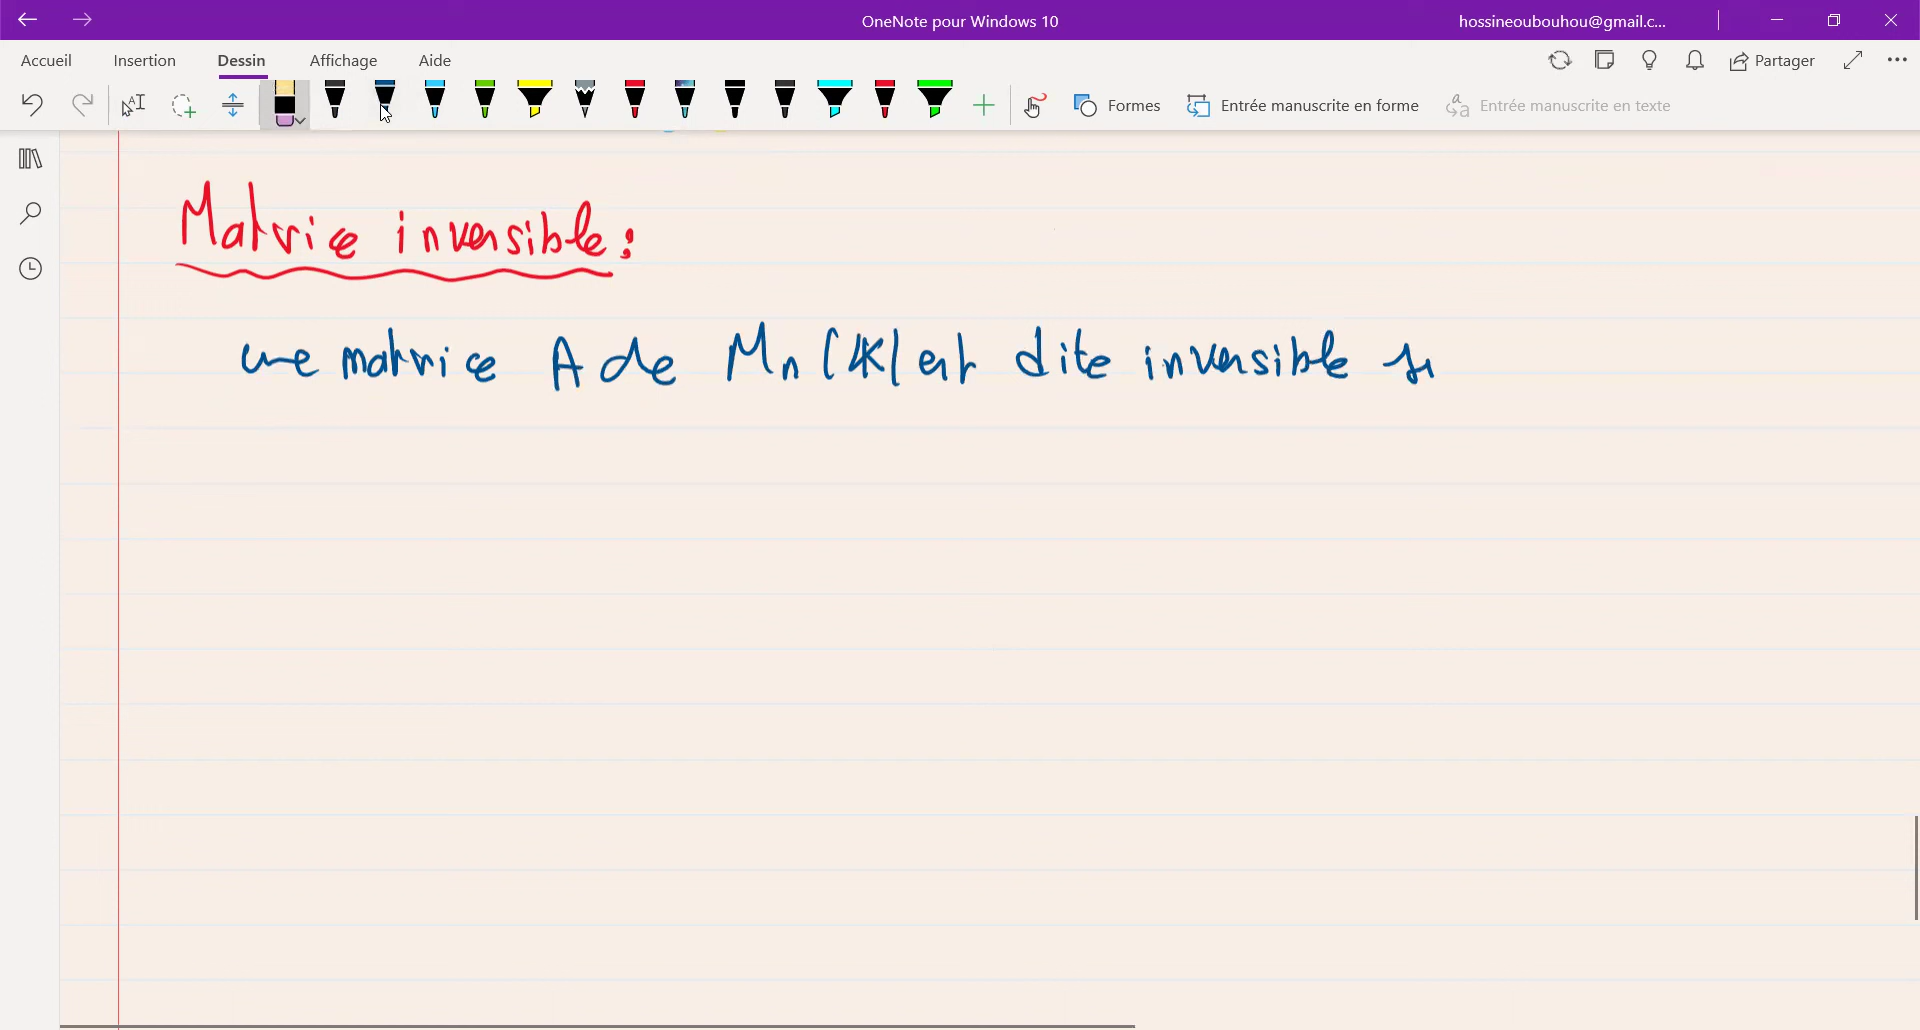 OneNote pour Windows 10
hossineoubouhou@gmail.c...
Accueil Insertion Dessin Affichage Aide
Partager
Formes Entrée manuscrite en forme Entrée manuscrite en texte
Matrice inversible :
une matrice A de Mn(K) est dite inversible si